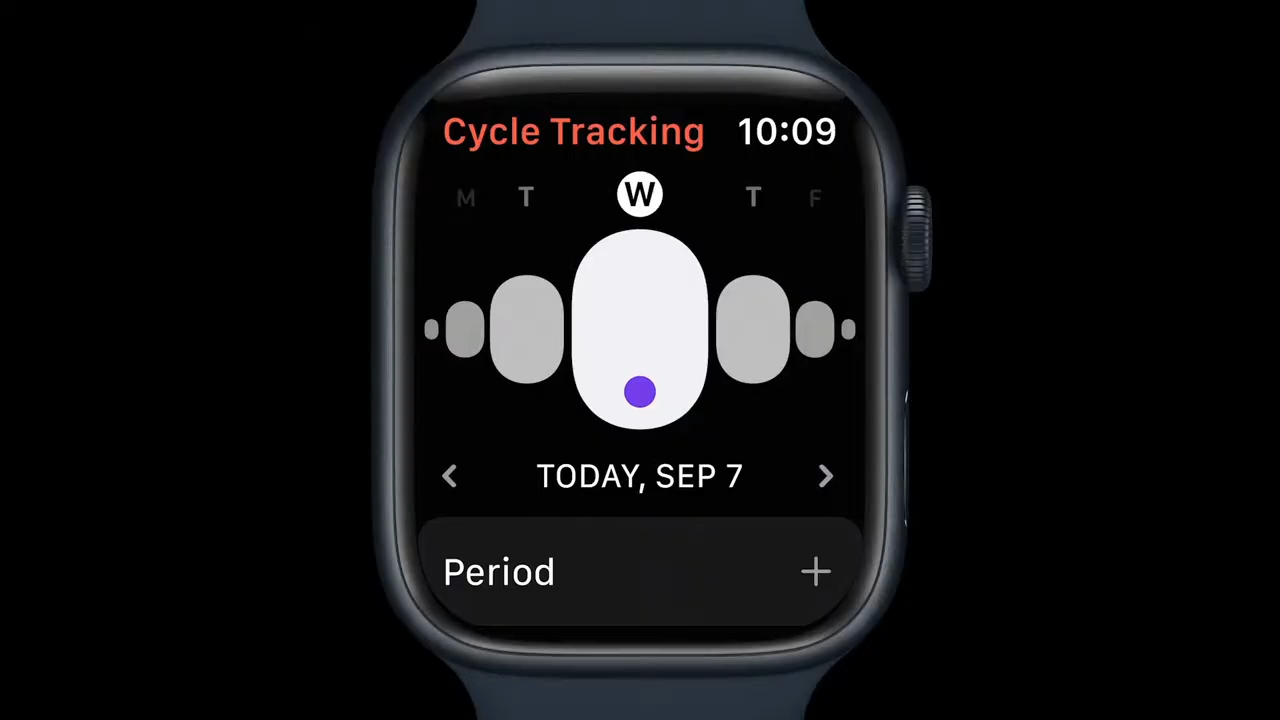 Cycle Tracking 10:09
M T W T F
TODAY, SEP 7
Period +